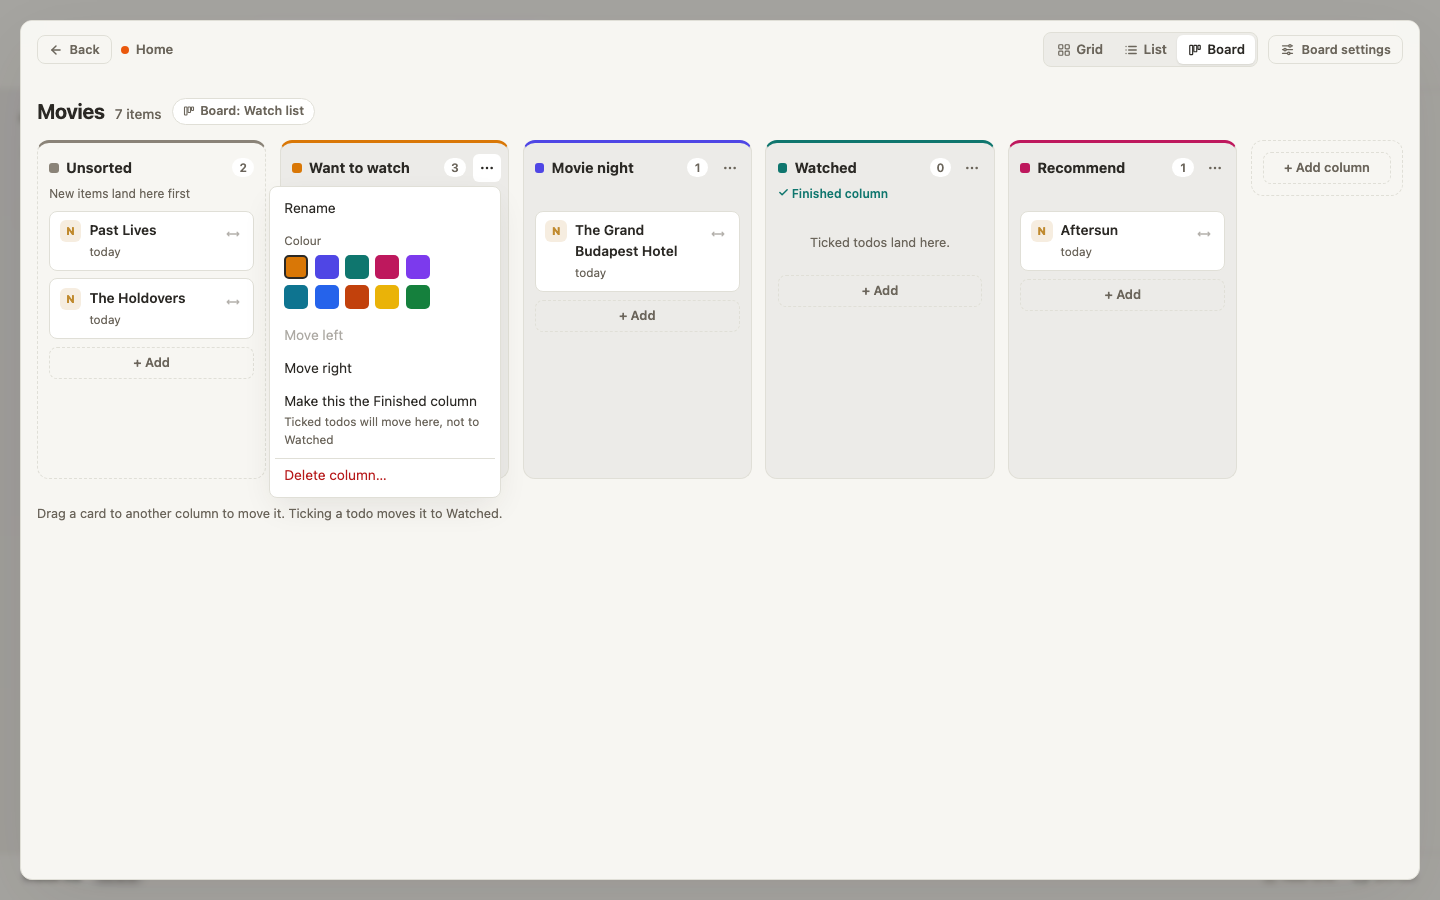 Back
Home
Grid
List
Board
Board settings
Movies
7 items
Board: Watch list
Unsorted
2
New items land here first
N
Past Lives
today
N
The Holdovers
today
+ Add
Want to watch
3
Rename
Colour
Move left
Move right
Make this the Finished column
Ticked todos will move here, not to
Watched
Delete column...
Movie night
1
N
The Grand
Budapest Hotel
today
+ Add
Watched
0
Finished column
Ticked todos land here.
+ Add
Recommend
1
N
Aftersun
today
+ Add
+ Add column
Drag a card to another column to move it. Ticking a todo moves it to Watched.